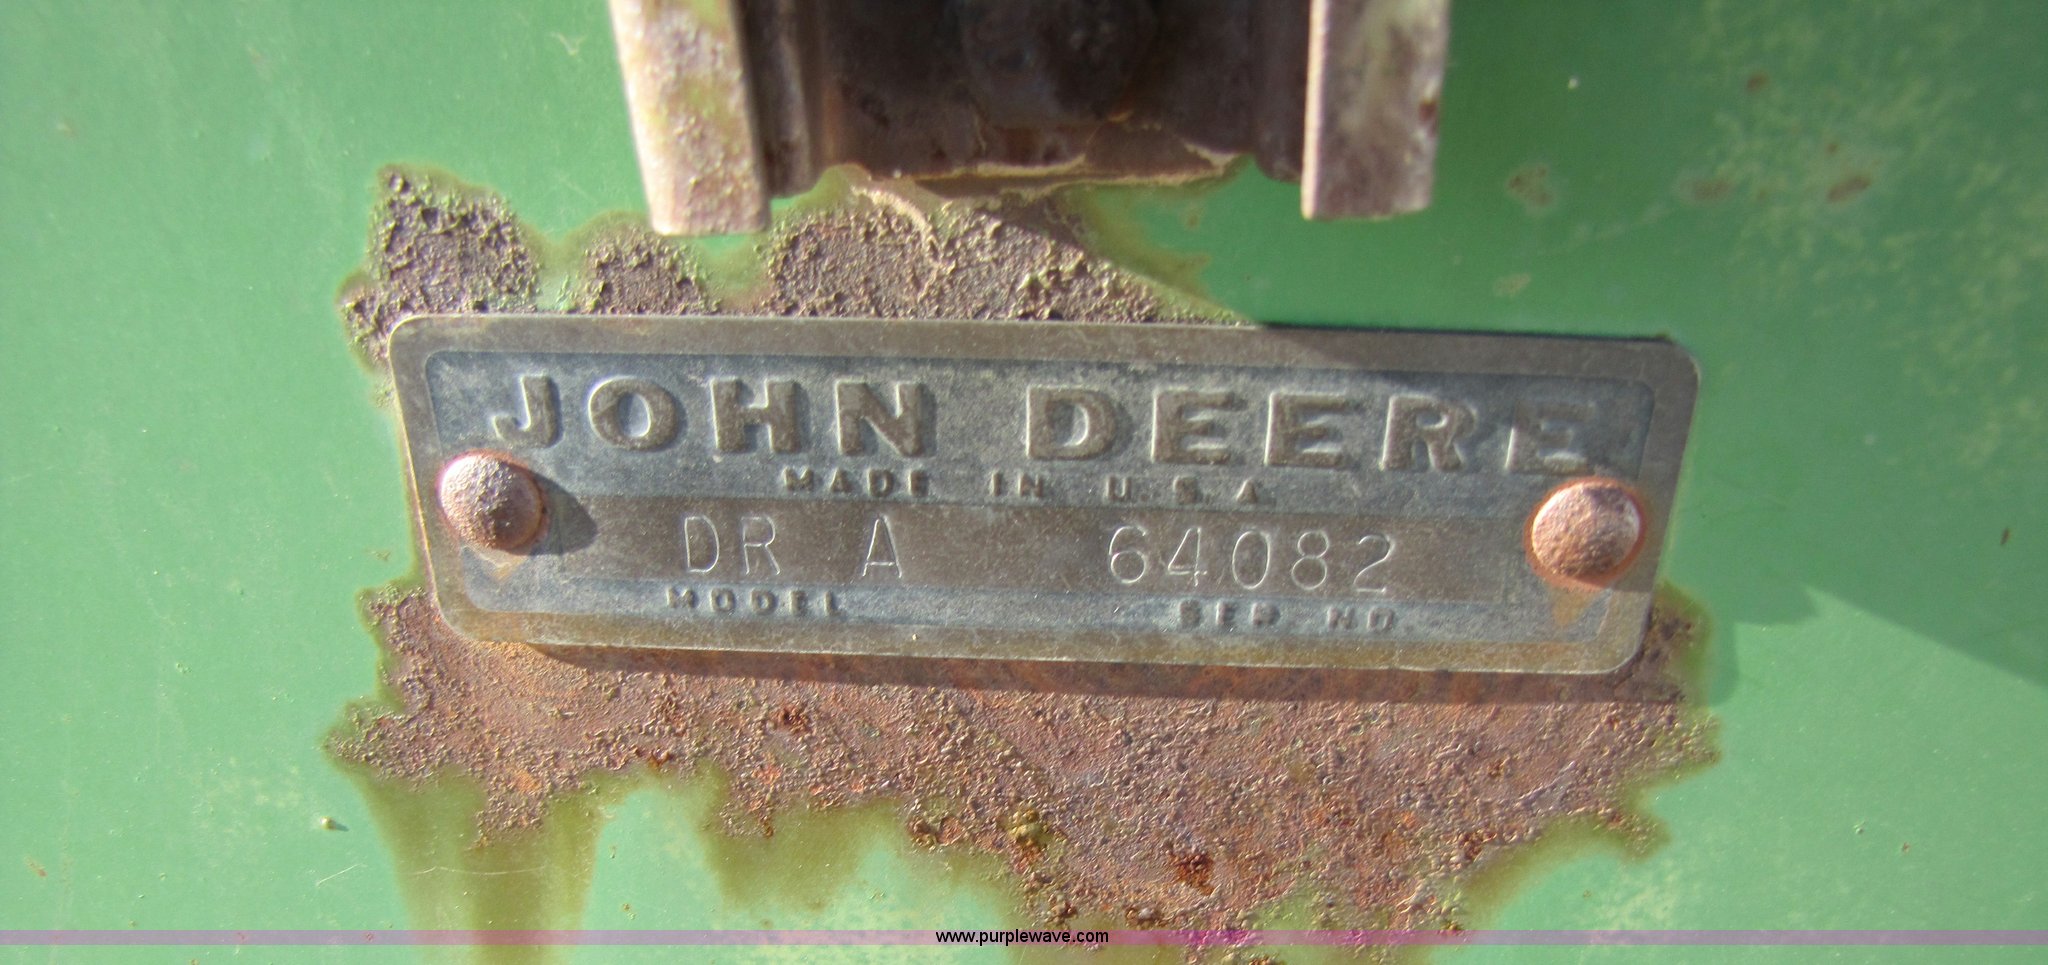 JOHN DEERE
MADE IN U.S.A.
DR A 64082
MODEL SER. NO.
www.purplewave.com